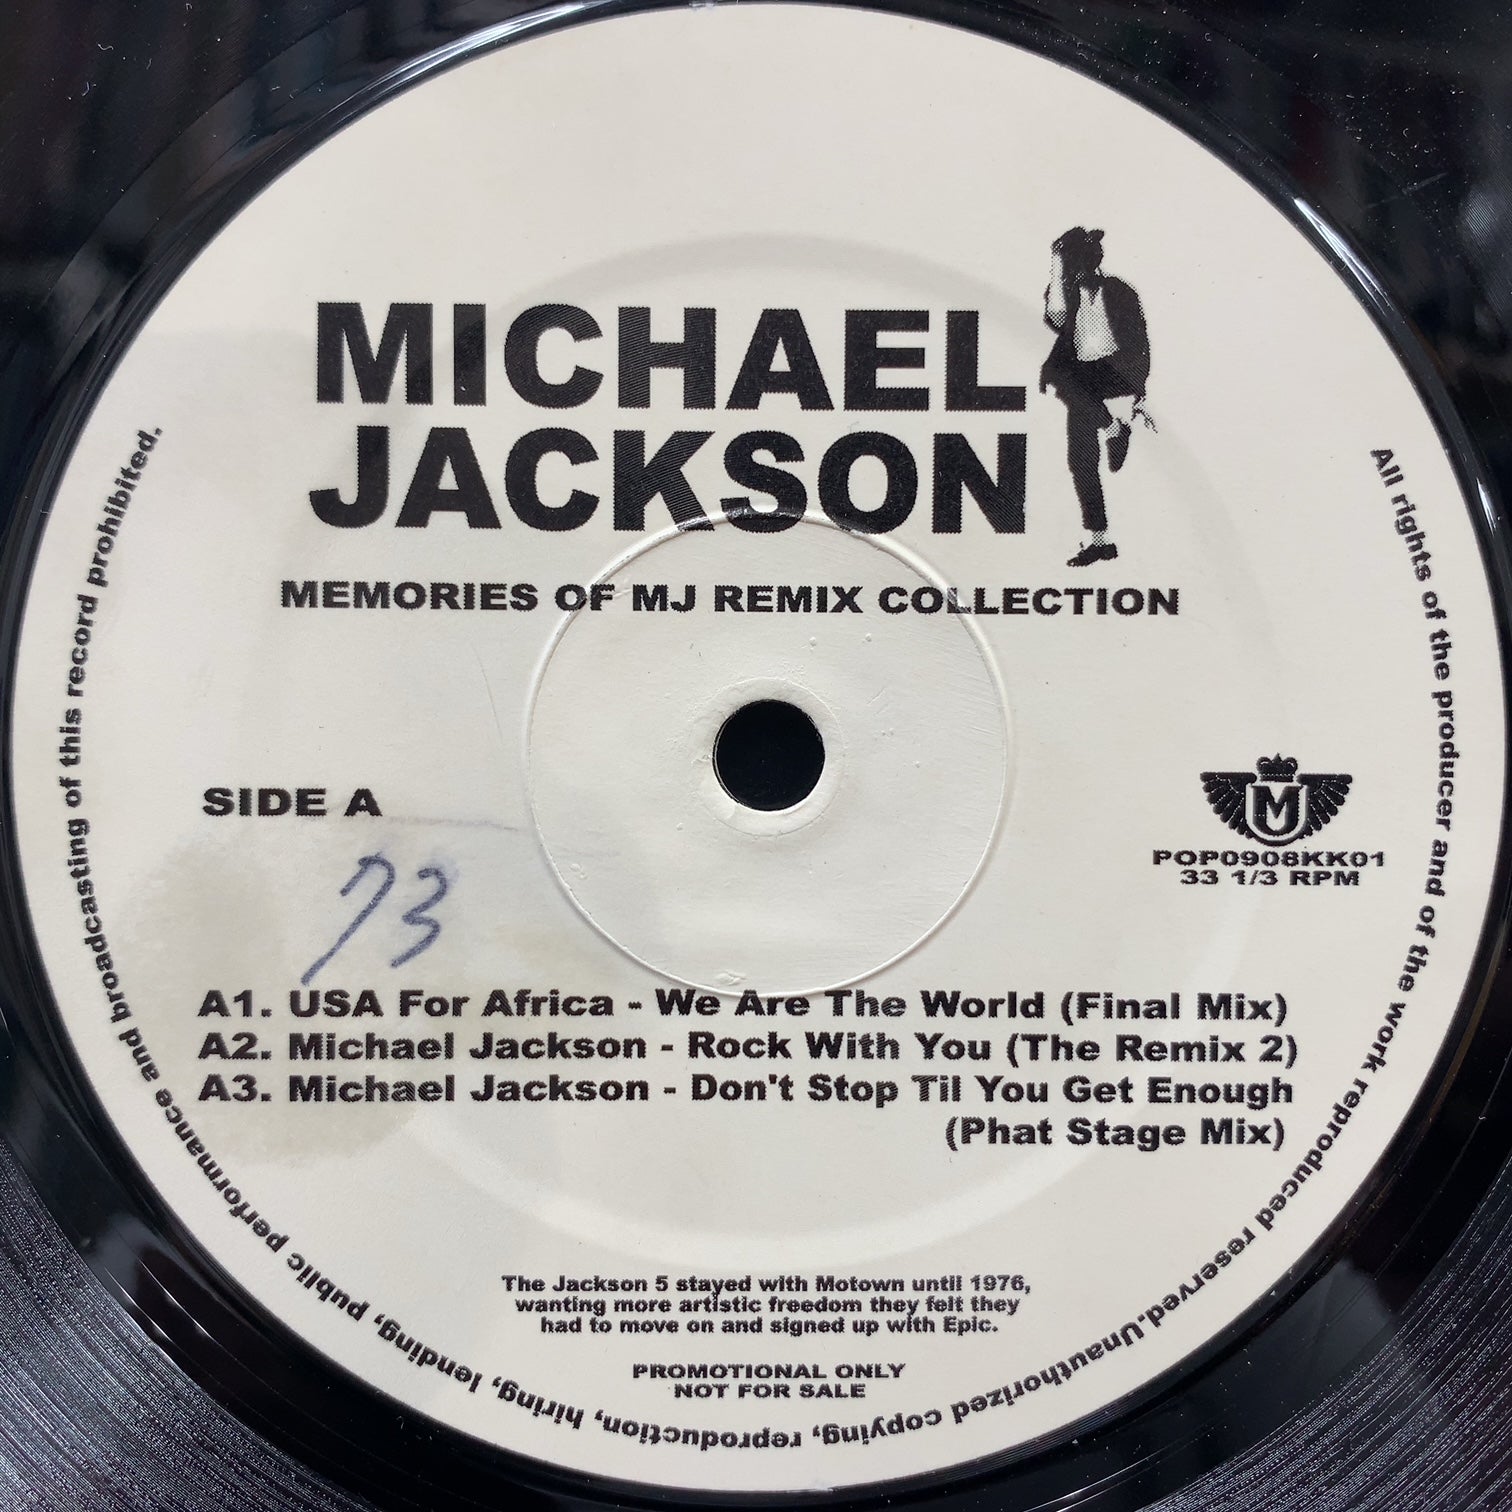 MICHAEL
JACKSON
MEMORIES OF MJ REMIX COLLECTION
SIDE A
73
MJ
POP0908KK01
33 1/3 RPM
A1. USA For Africa - We Are The World (Final Mix)
A2. Michael Jackson - Rock With You (The Remix 2)
A3. Michael Jackson - Don't Stop Til You Get Enough
(Phat Stage Mix)
The Jackson 5 stayed with Motown until 1976,
wanting more artistic freedom they felt they
had to move on and signed up with Epic.
PROMOTIONAL ONLY
NOT FOR SALE
All rights of the producer and of the work reproduced reserved.Unauthorized copying, reproduction, hiring, lending, public performance and broadcasting of this record prohibited.